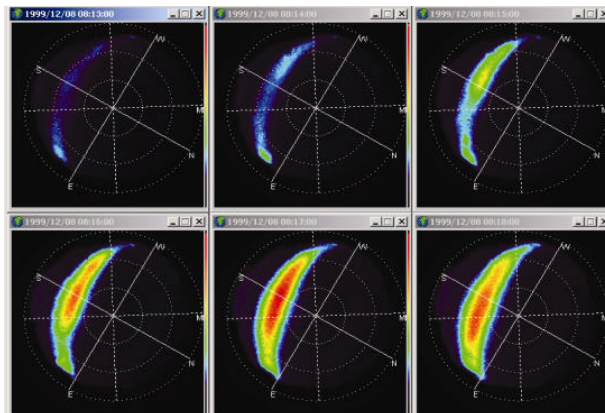 1999/12/08 08:13:00
W
S
M
N
E
1999/12/08 08:14:00
W
S
M
N
E
1999/12/08 08:15:00
W
S
M
N
E
1999/12/08 08:16:00
W
S
M
N
E
1999/12/08 08:17:00
W
S
M
N
E
1999/12/08 08:18:00
W
S
M
N
E